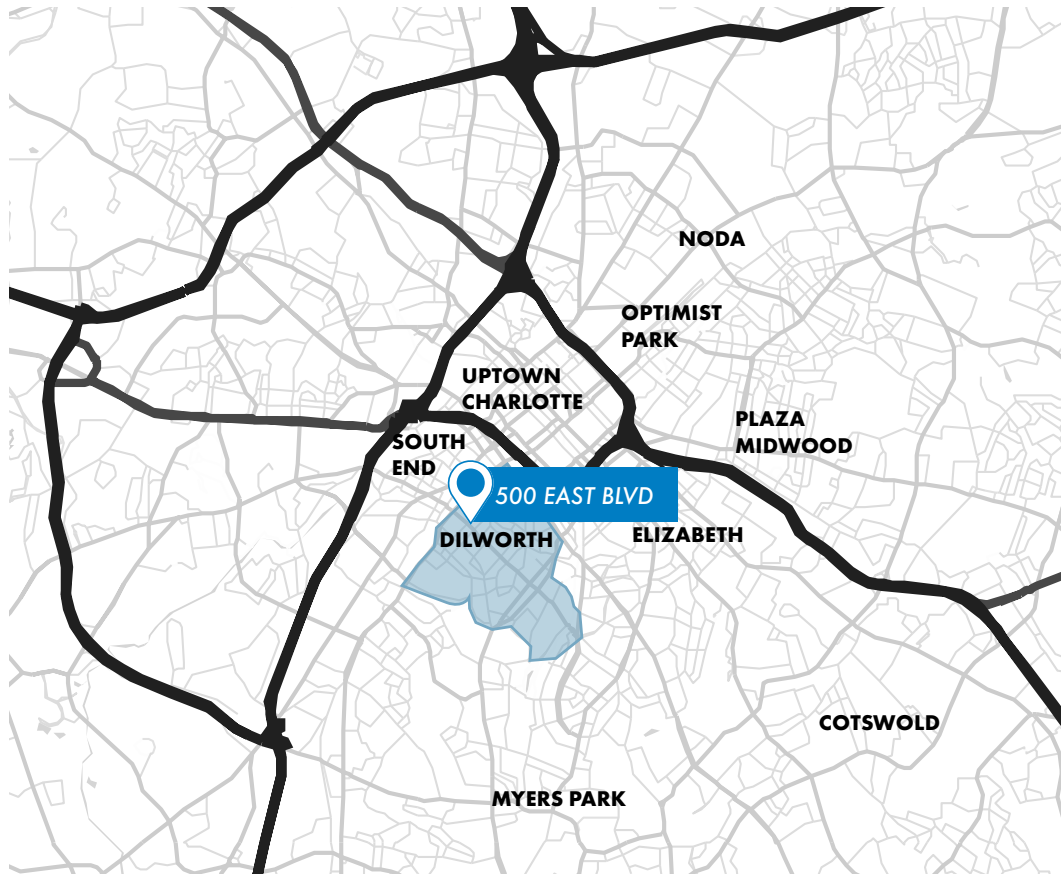 NODA
OPTIMIST
PARK
UPTOWN
CHARLOTTE
PLAZA
MIDWOOD
SOUTH
END
500 EAST BLVD
ELIZABETH
DILWORTH
COTSWOLD
MYERS PARK